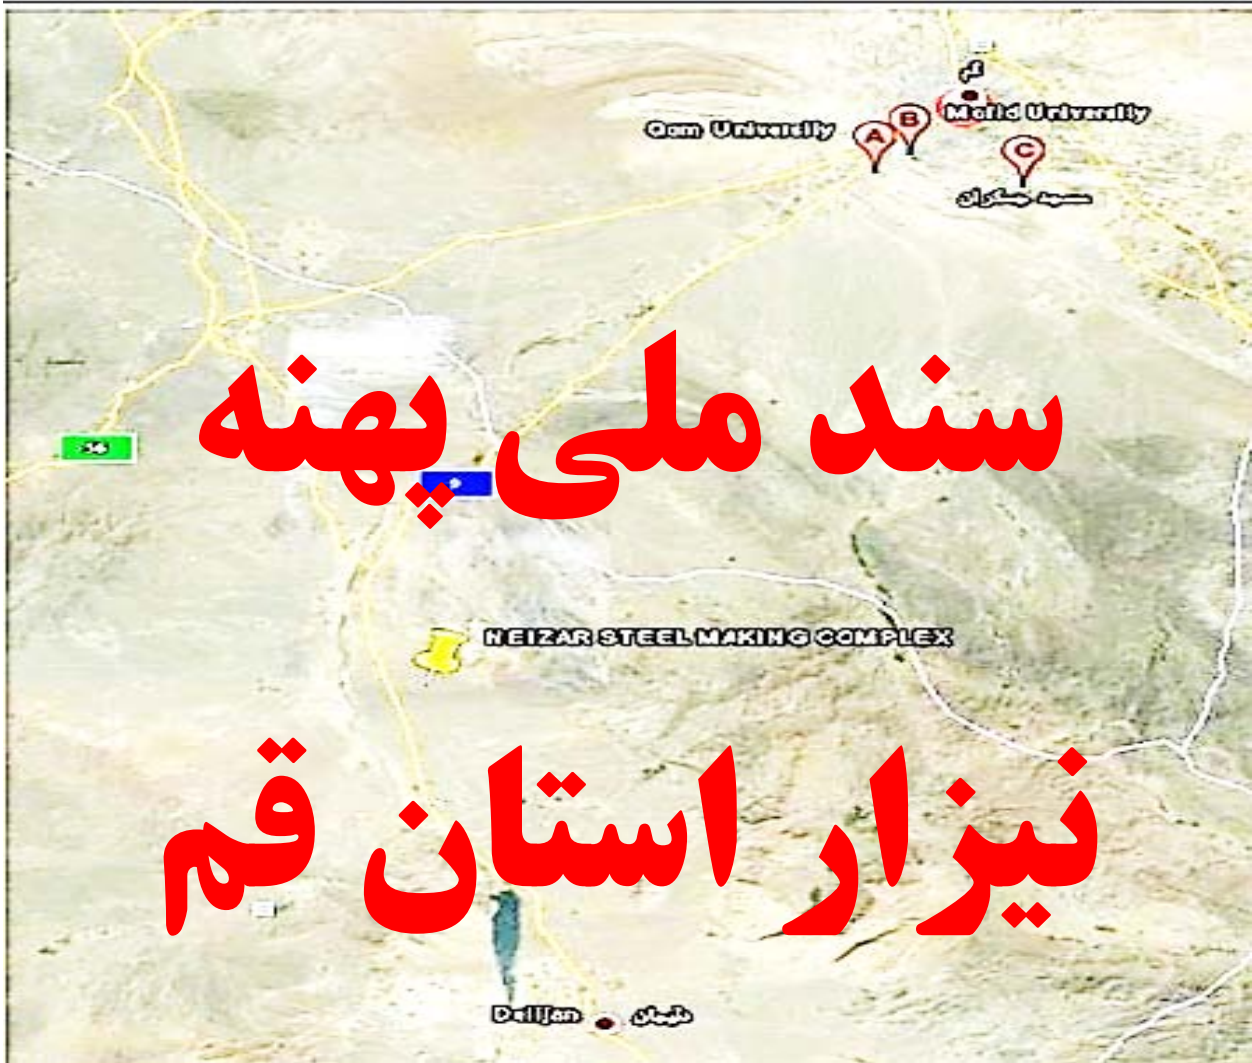 قم
Qom University
A
B
Mofid University
C
مسجد جمکران
سند ملی پهنه
56
NEIZAR STEEL MAKING COMPLEX
نیزار استان قم
Delijan
دلیجان